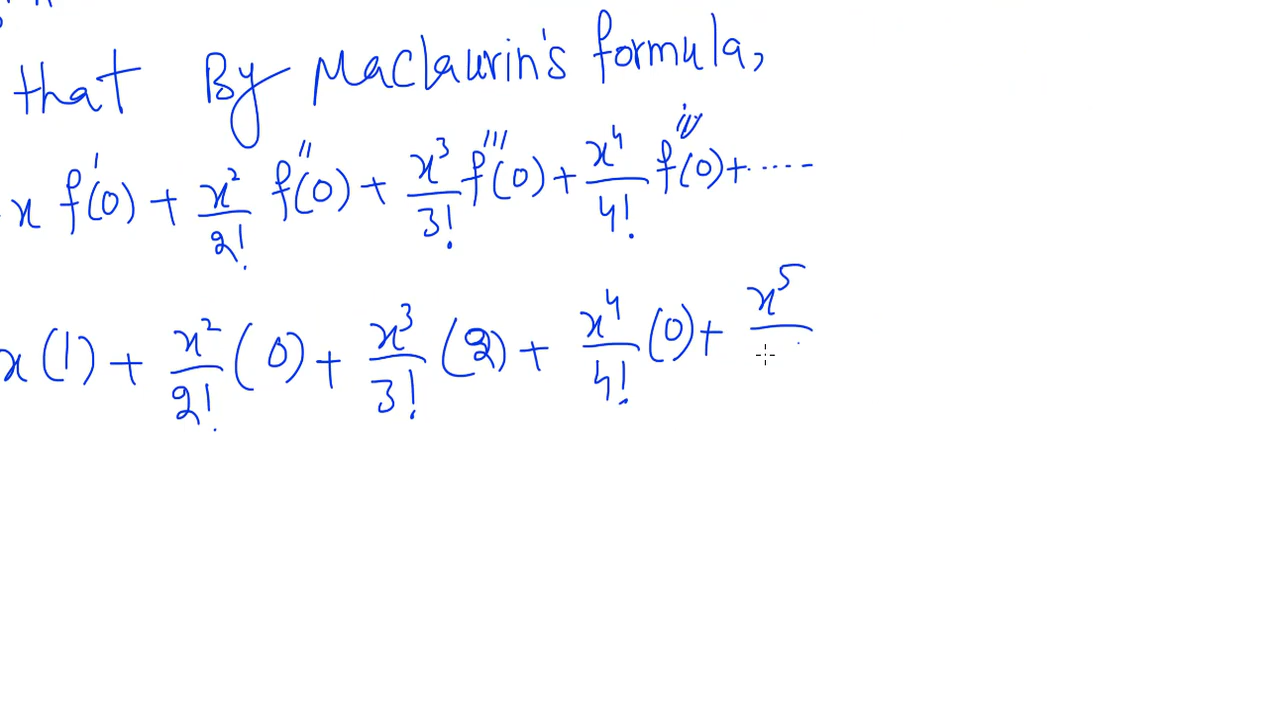 that By Maclaurin's formula,
x f'(0) + x²/2! f''(0) + x³/3! f'''(0) + x⁴/4! f^iv(0) + ....
x(1) + x²/2! (0) + x³/3! (2) + x⁴/4! (0) + x⁵/